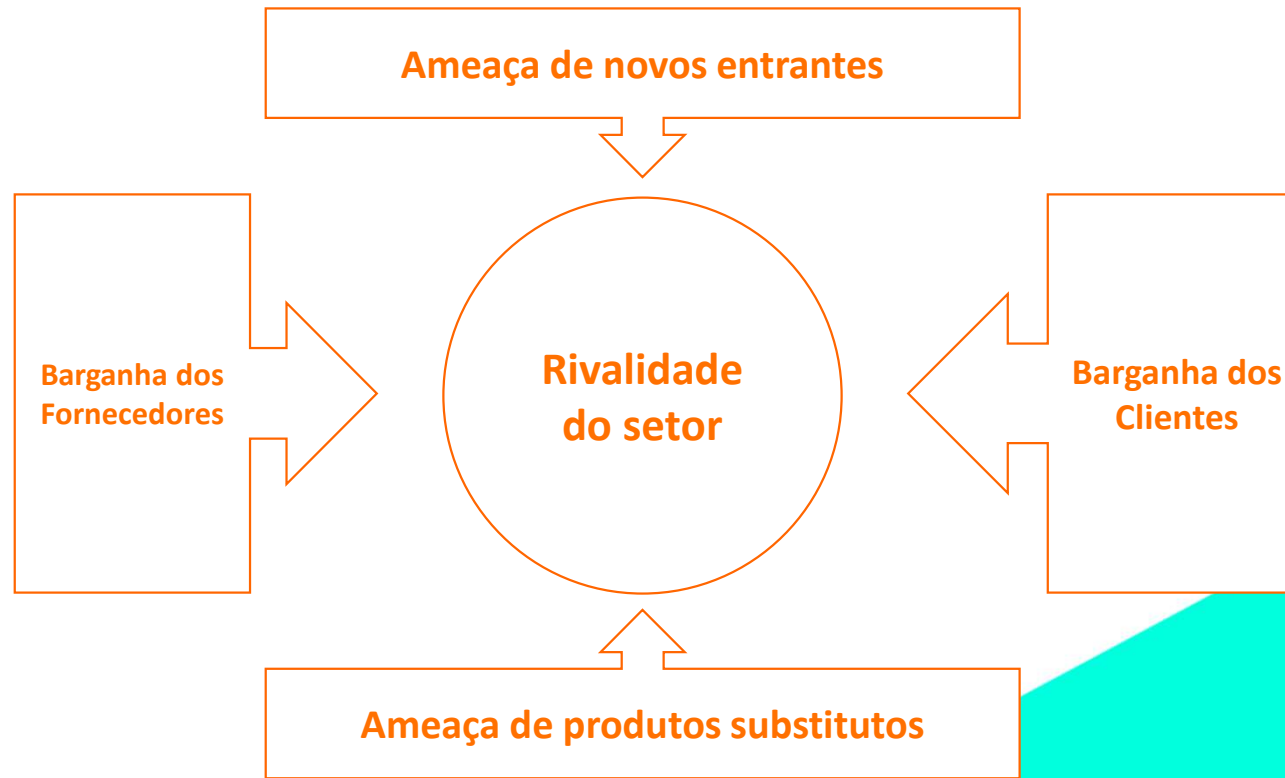 Ameaça de novos entrantes
Barganha dos
Fornecedores
Rivalidade
do setor
Barganha dos
Clientes
Ameaça de produtos substitutos